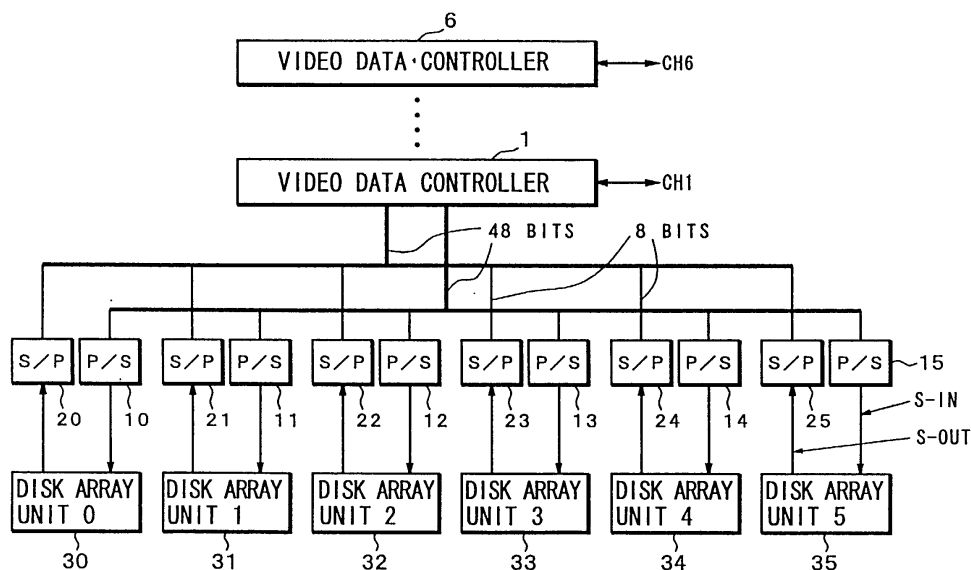 6
VIDEO DATA CONTROLLER
CH6
1
VIDEO DATA CONTROLLER
CH1
48 BITS
8 BITS
S/P
P/S
S/P
P/S
S/P
P/S
S/P
P/S
S/P
P/S
S/P
P/S
15
20
10
21
11
22
12
23
13
24
14
25
S-IN
S-OUT
DISK ARRAY
UNIT 0
DISK ARRAY
UNIT 1
DISK ARRAY
UNIT 2
DISK ARRAY
UNIT 3
DISK ARRAY
UNIT 4
DISK ARRAY
UNIT 5
30
31
32
33
34
35